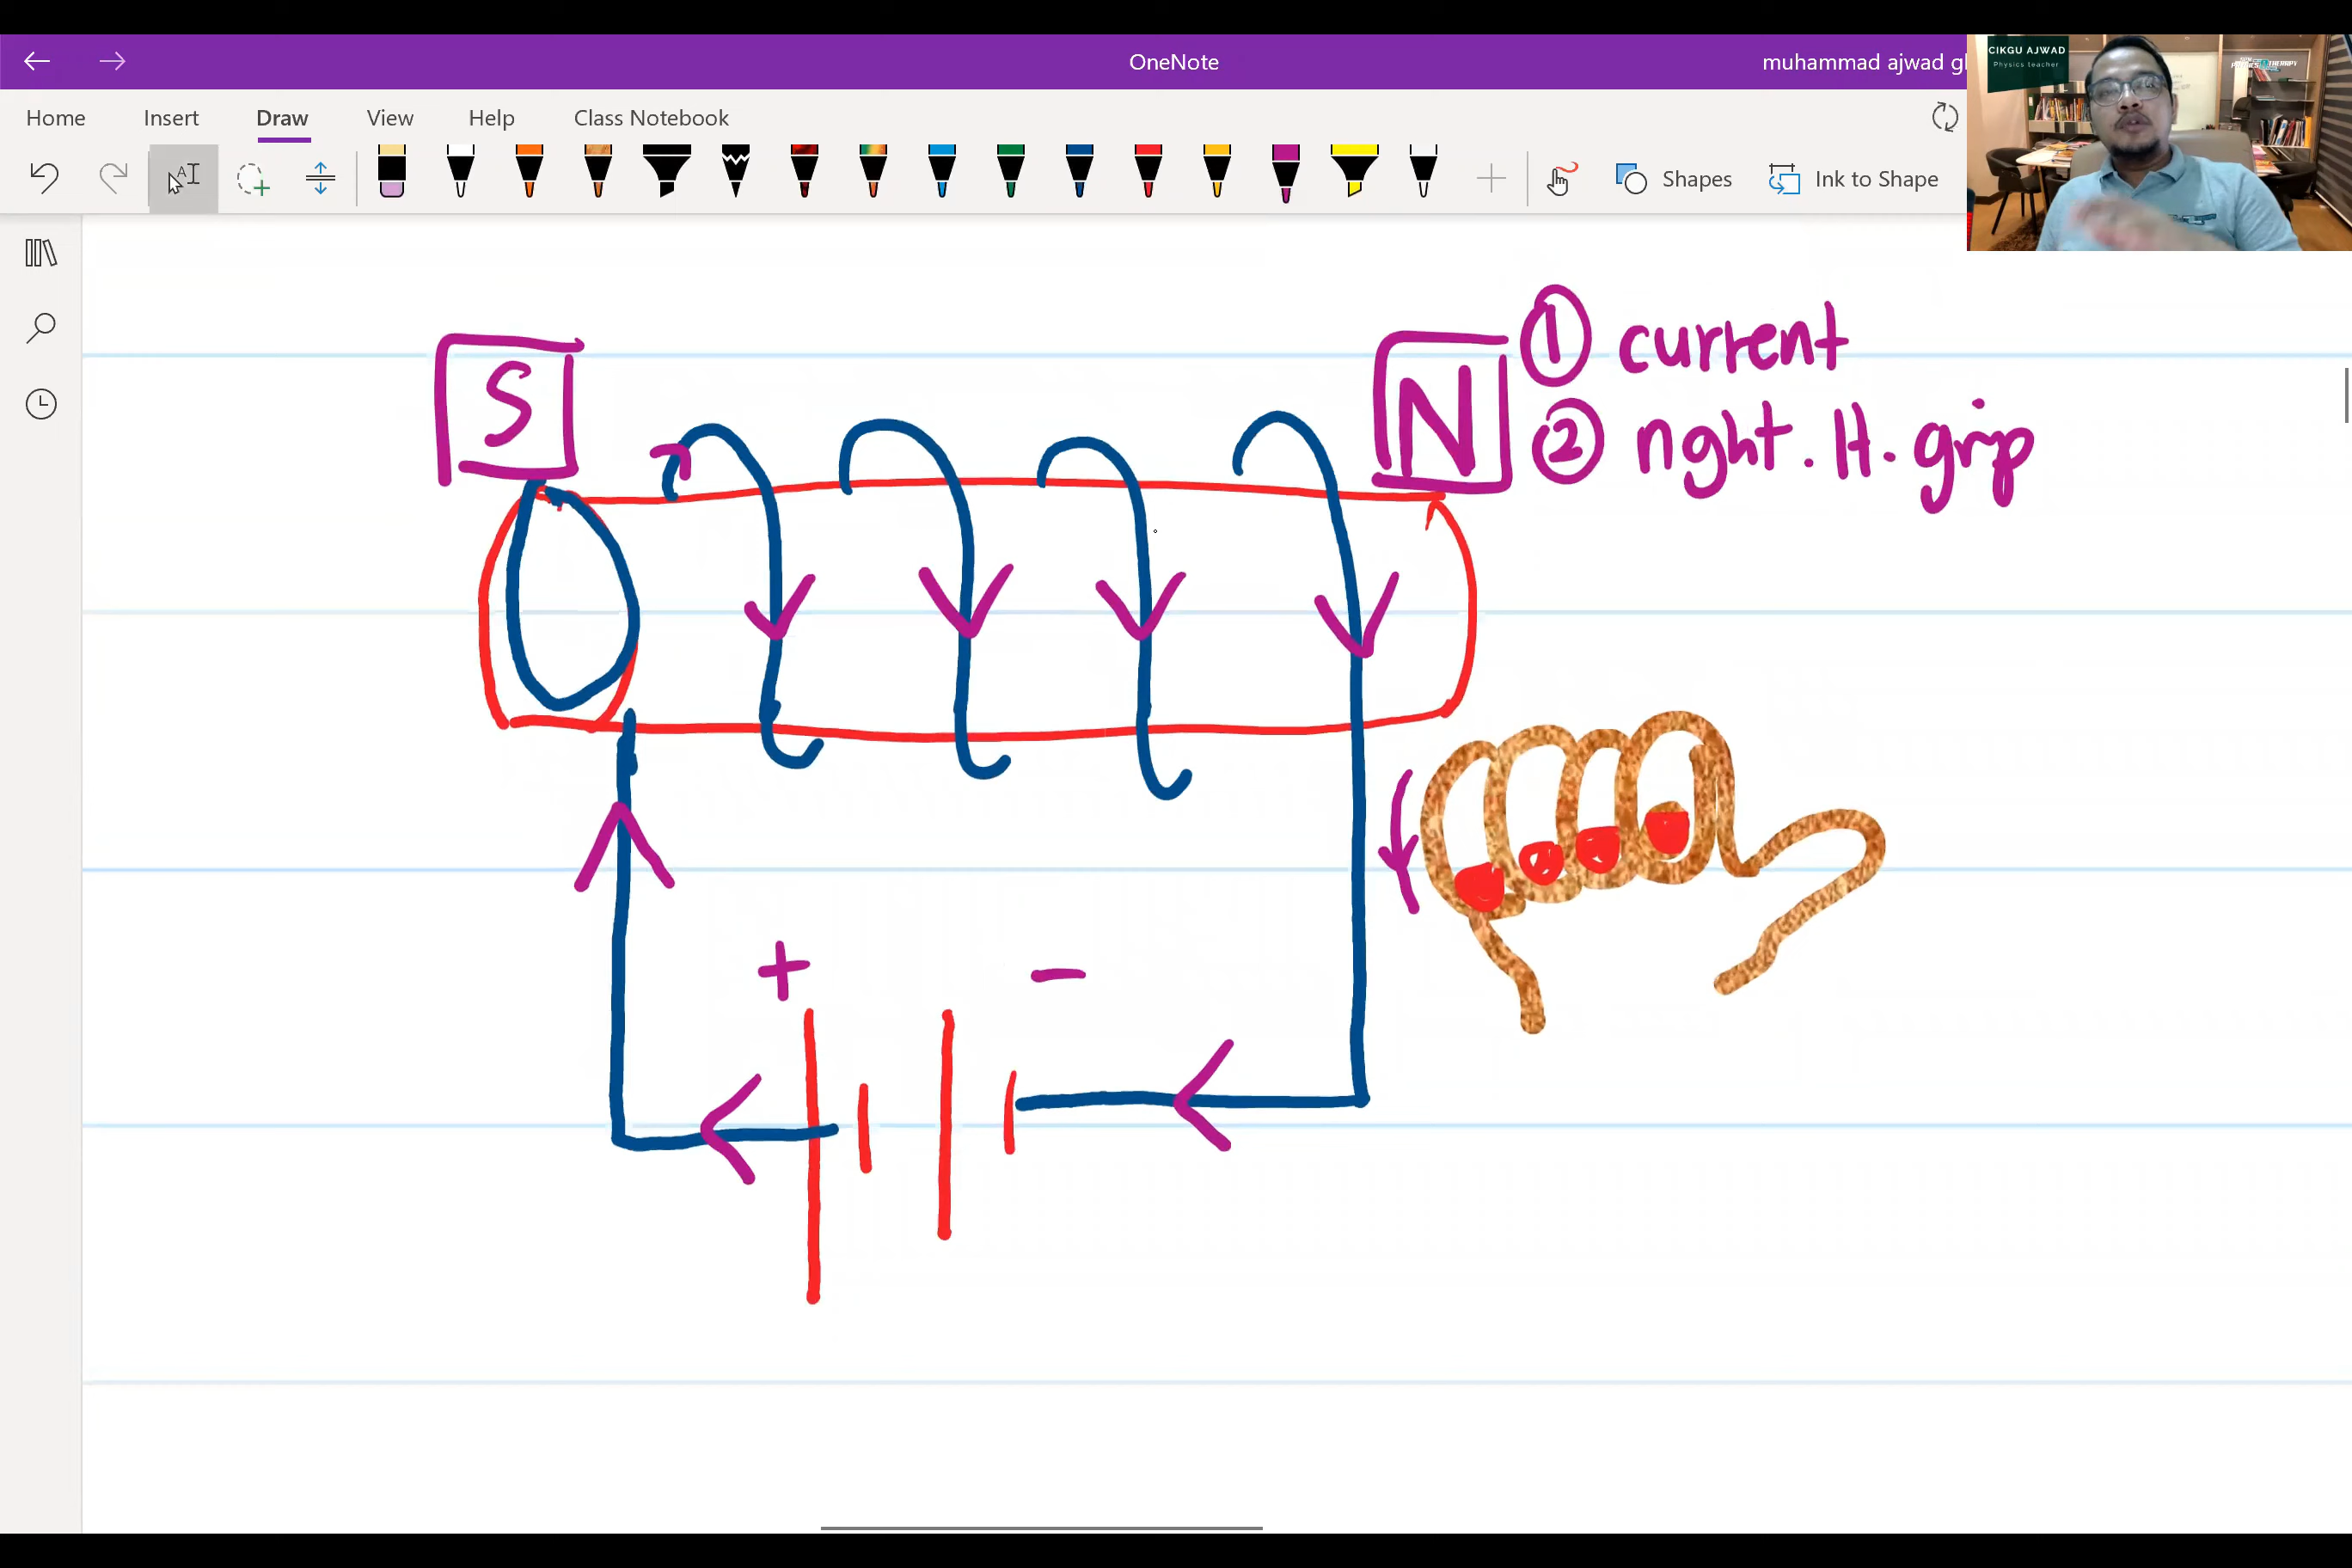 OneNote
muhammad ajwad gl
CIKGU AJWAD
Physics teacher
Home Insert Draw View Help Class Notebook
Shapes Ink to Shape
S
N
① current
② right. H. grip
+ −